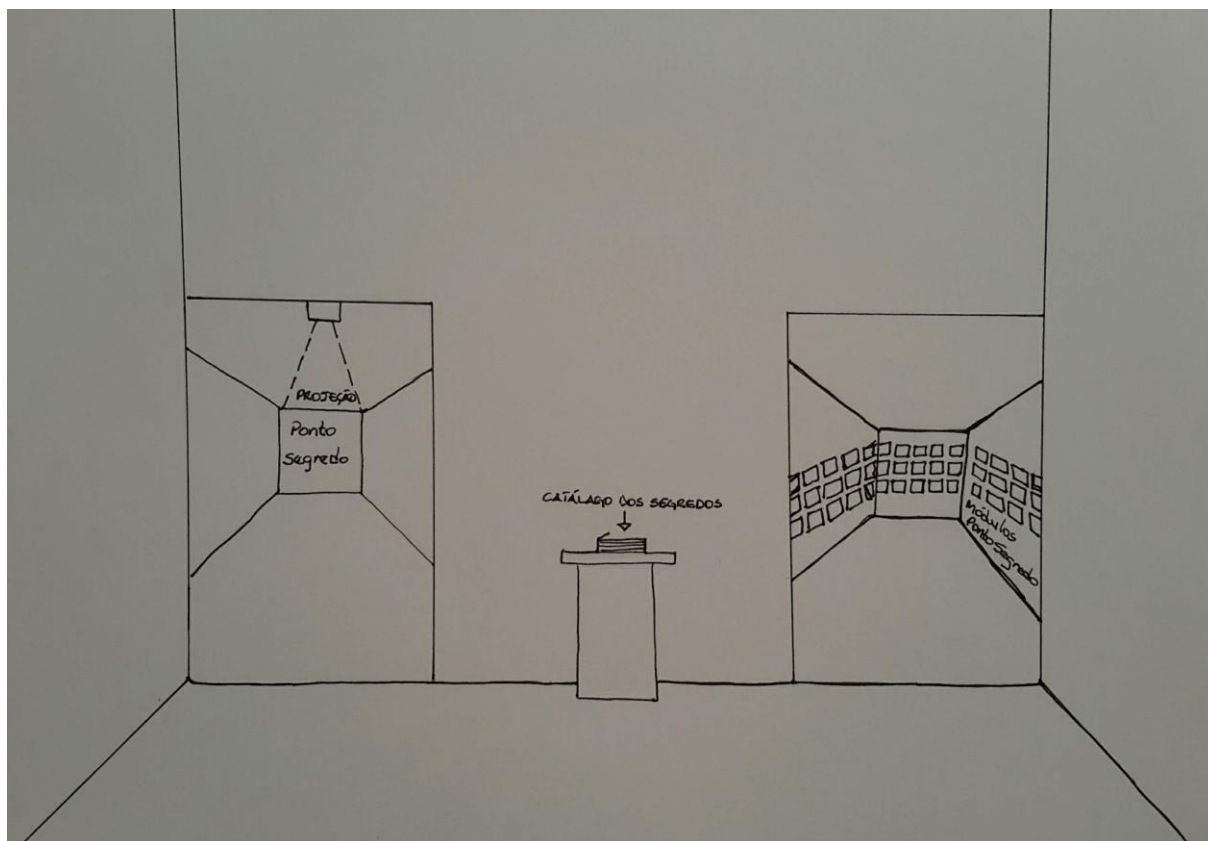 PROJEÇÃO
Ponto
Segredo
CATÁLAGO DOS SEGREDOS
Módulos
Ponto Segredo